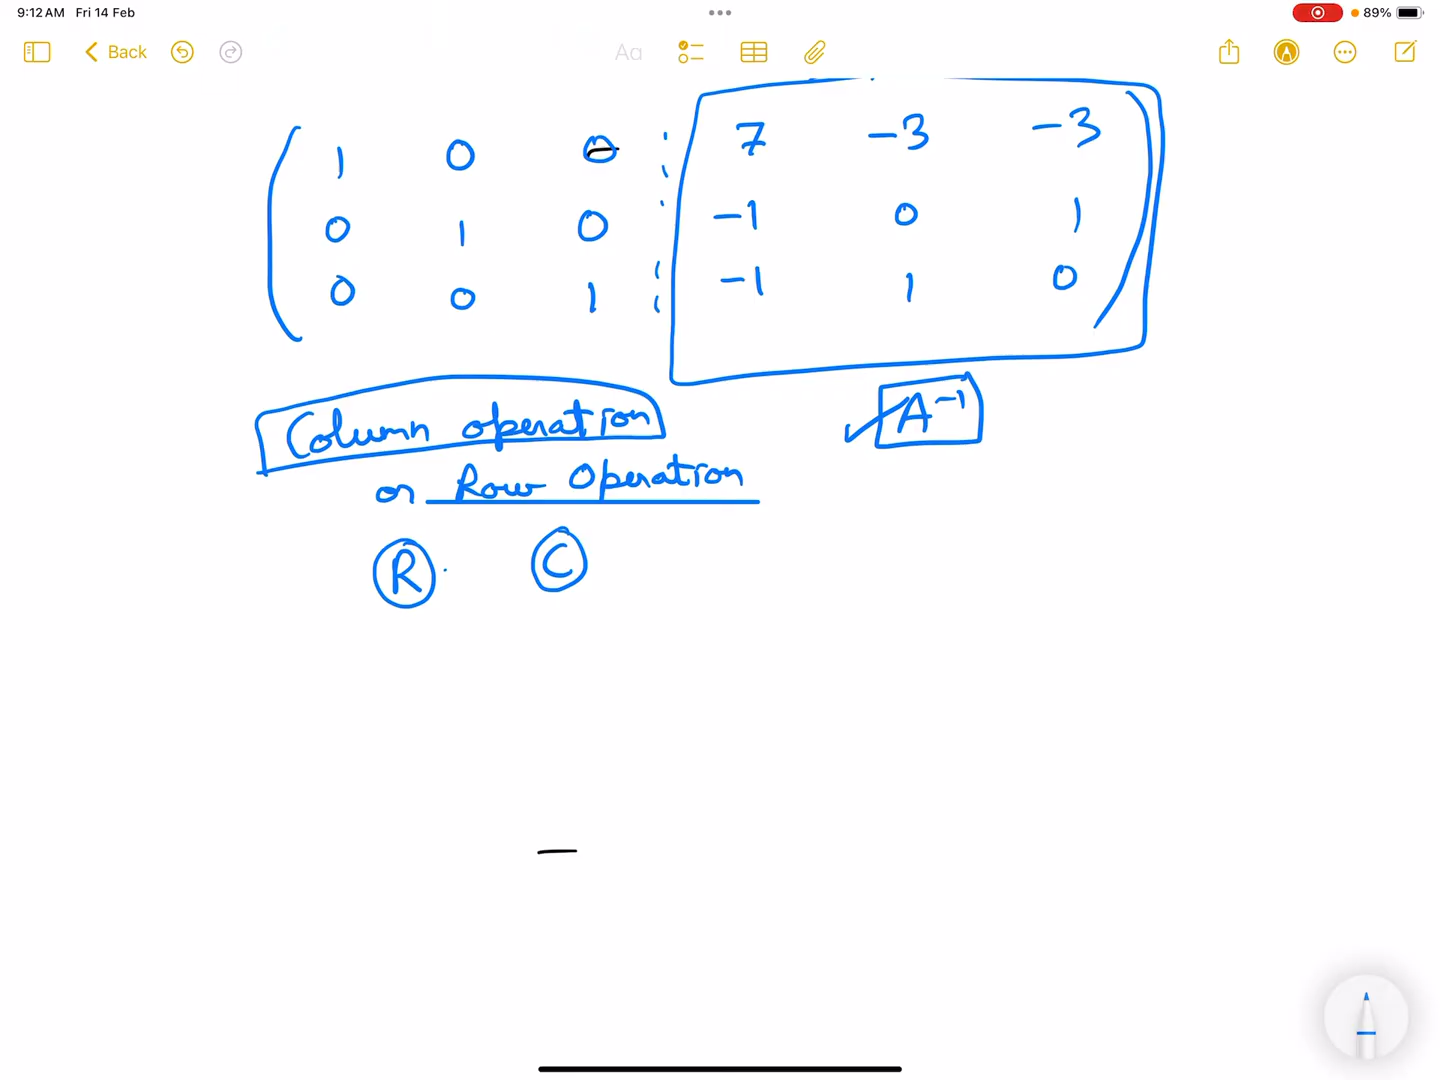 9:12 AM Fri 14 Feb
89%
Back
Aa
1 0 0 ⋮ 7 -3 -3
0 1 0 ⋮ -1 0 1
0 0 1 ⋮ -1 1 0
Column operation
A⁻¹
or Row Operation
R C